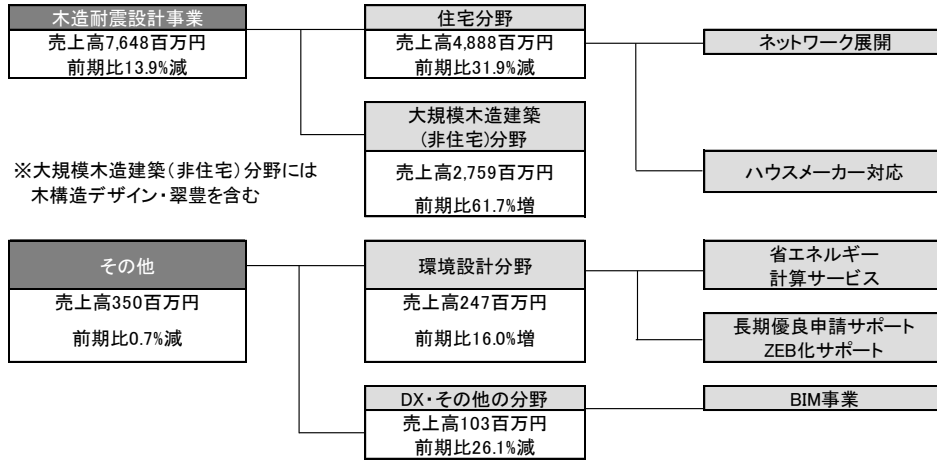 木造耐震設計事業
売上高7,648百万円
前期比13.9%減
住宅分野
売上高4,888百万円
前期比31.9%減
ネットワーク展開
大規模木造建築
(非住宅)分野
売上高2,759百万円
前期比61.7%増
ハウスメーカー対応
※大規模木造建築(非住宅)分野には
木構造デザイン・翠豊を含む
その他
売上高350百万円
前期比0.7%減
環境設計分野
売上高247百万円
前期比16.0%増
省エネルギー
計算サービス
長期優良申請サポート
ZEB化サポート
DX・その他の分野
売上高103百万円
前期比26.1%減
BIM事業